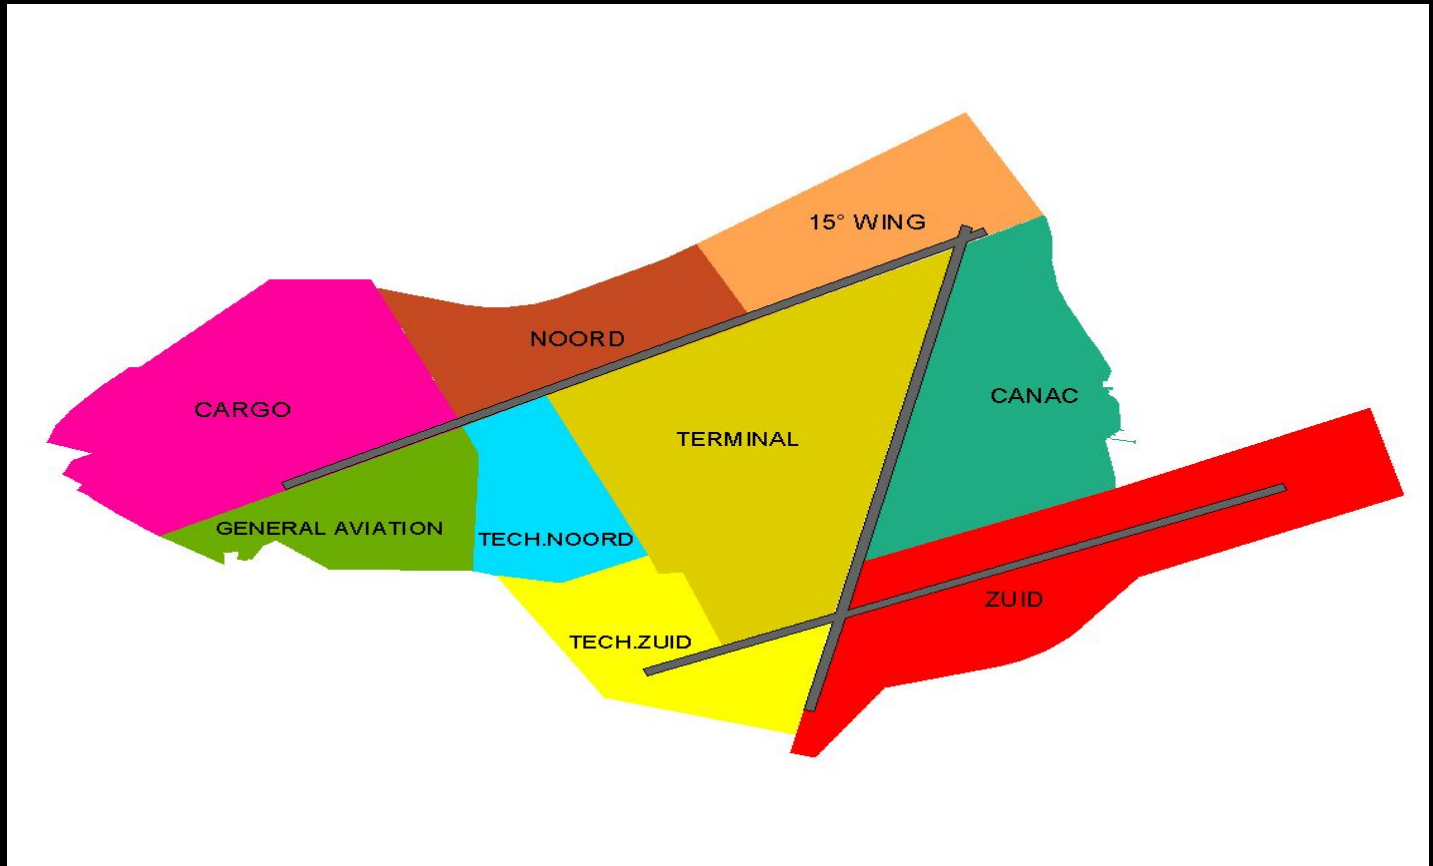 15° WING
NOORD
CANAC
CARGO
TERMINAL
GENERAL AVIATION
TECH.NOORD
ZUID
TECH.ZUID